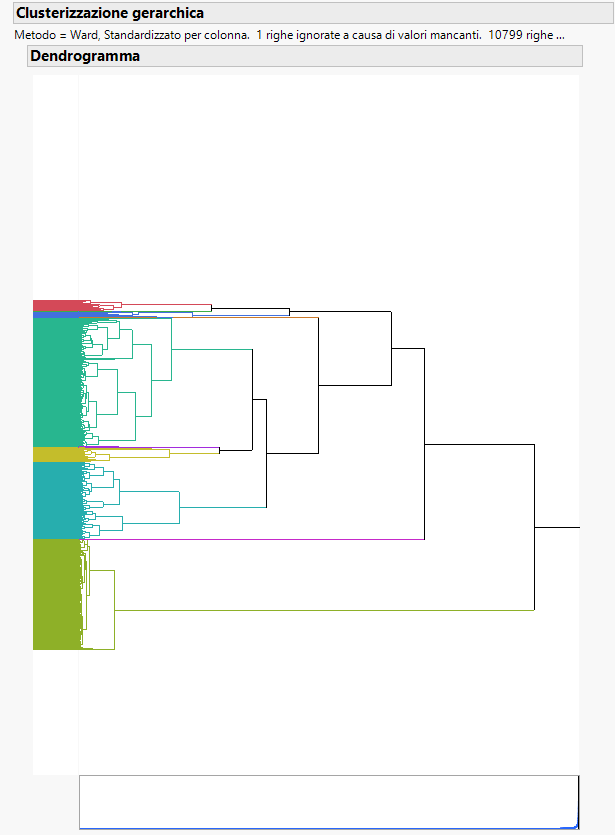 Clusterizzazione gerarchica
Metodo = Ward, Standardizzato per colonna.  1 righe ignorate a causa di valori mancanti.  10799 righe ...
Dendrogramma